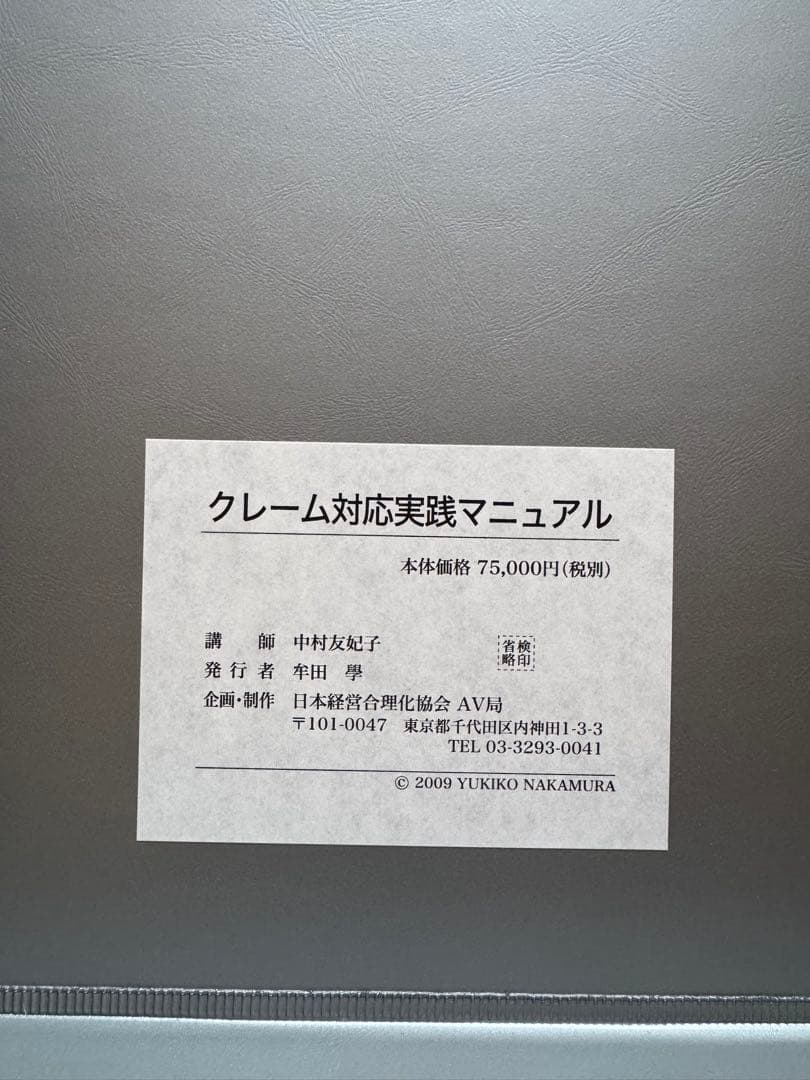 クレーム対応実践マニュアル
本体価格 75,000円(税別)
講師 中村友妃子
検印省略
発行者 牟田 學
企画・制作 日本経営合理化協会 AV局
〒101-0047 東京都千代田区内神田1-3-3
TEL 03-3293-0041
© 2009 YUKIKO NAKAMURA